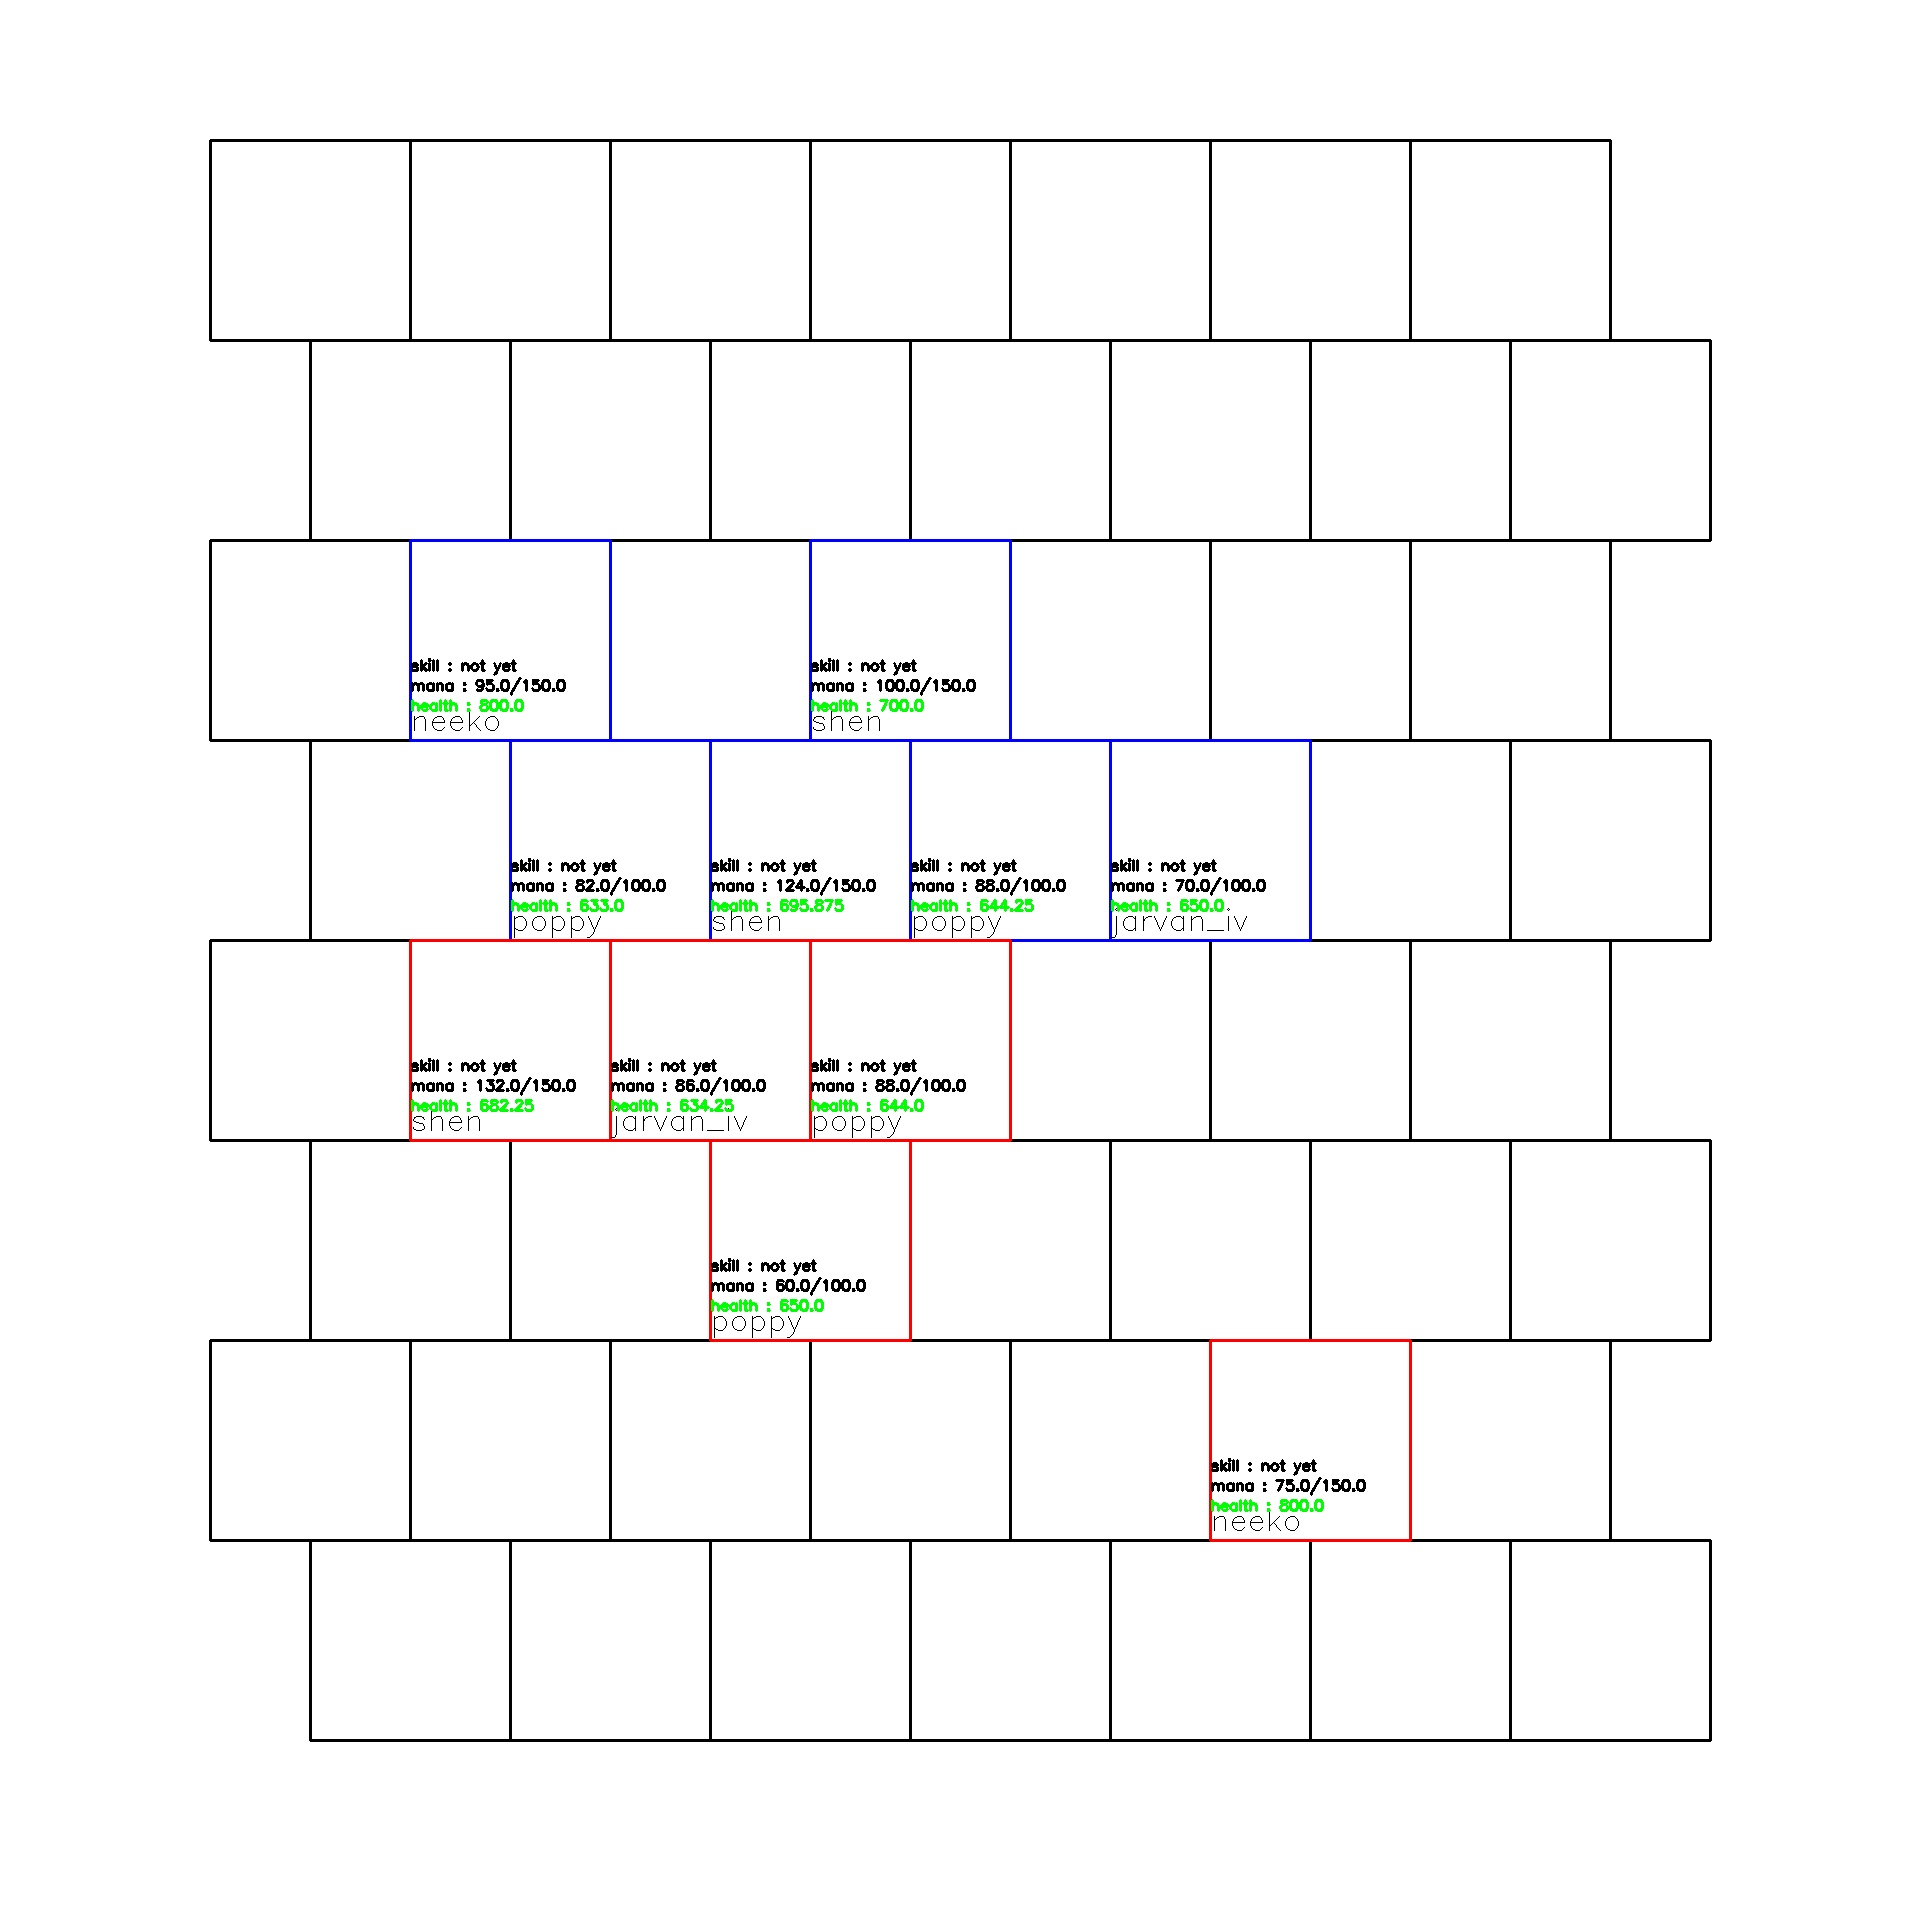 skill : not yet
mana : 95.0/150.0
health : 800.0
neeko
skill : not yet
mana : 100.0/150.0
health : 700.0
shen
skill : not yet
mana : 82.0/100.0
health : 633.0
poppy
skill : not yet
mana : 124.0/150.0
health : 695.875
shen
skill : not yet
mana : 88.0/100.0
health : 644.25
poppy
skill : not yet
mana : 70.0/100.0
health : 650.0
jarvan_iv
skill : not yet
mana : 132.0/150.0
health : 682.25
shen
skill : not yet
mana : 86.0/100.0
health : 634.25
jarvan_iv
skill : not yet
mana : 88.0/100.0
health : 644.0
poppy
skill : not yet
mana : 60.0/100.0
health : 650.0
poppy
skill : not yet
mana : 75.0/150.0
health : 800.0
neeko